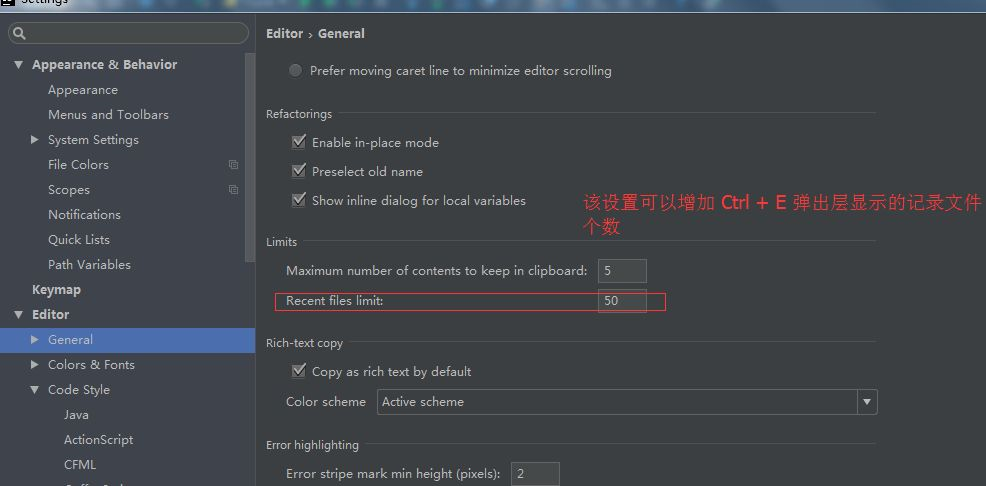 Settings
Editor › General
Appearance & Behavior
Appearance
Menus and Toolbars
System Settings
File Colors
Scopes
Notifications
Quick Lists
Path Variables
Keymap
Editor
General
Colors & Fonts
Code Style
Java
ActionScript
CFML
Prefer moving caret line to minimize editor scrolling
Refactorings
Enable in-place mode
Preselect old name
Show inline dialog for local variables
该设置可以增加 Ctrl + E 弹出层显示的记录文件
个数
Limits
Maximum number of contents to keep in clipboard: 5
Recent files limit: 50
Rich-text copy
Copy as rich text by default
Color scheme Active scheme
Error highlighting
Error stripe mark min height (pixels): 2